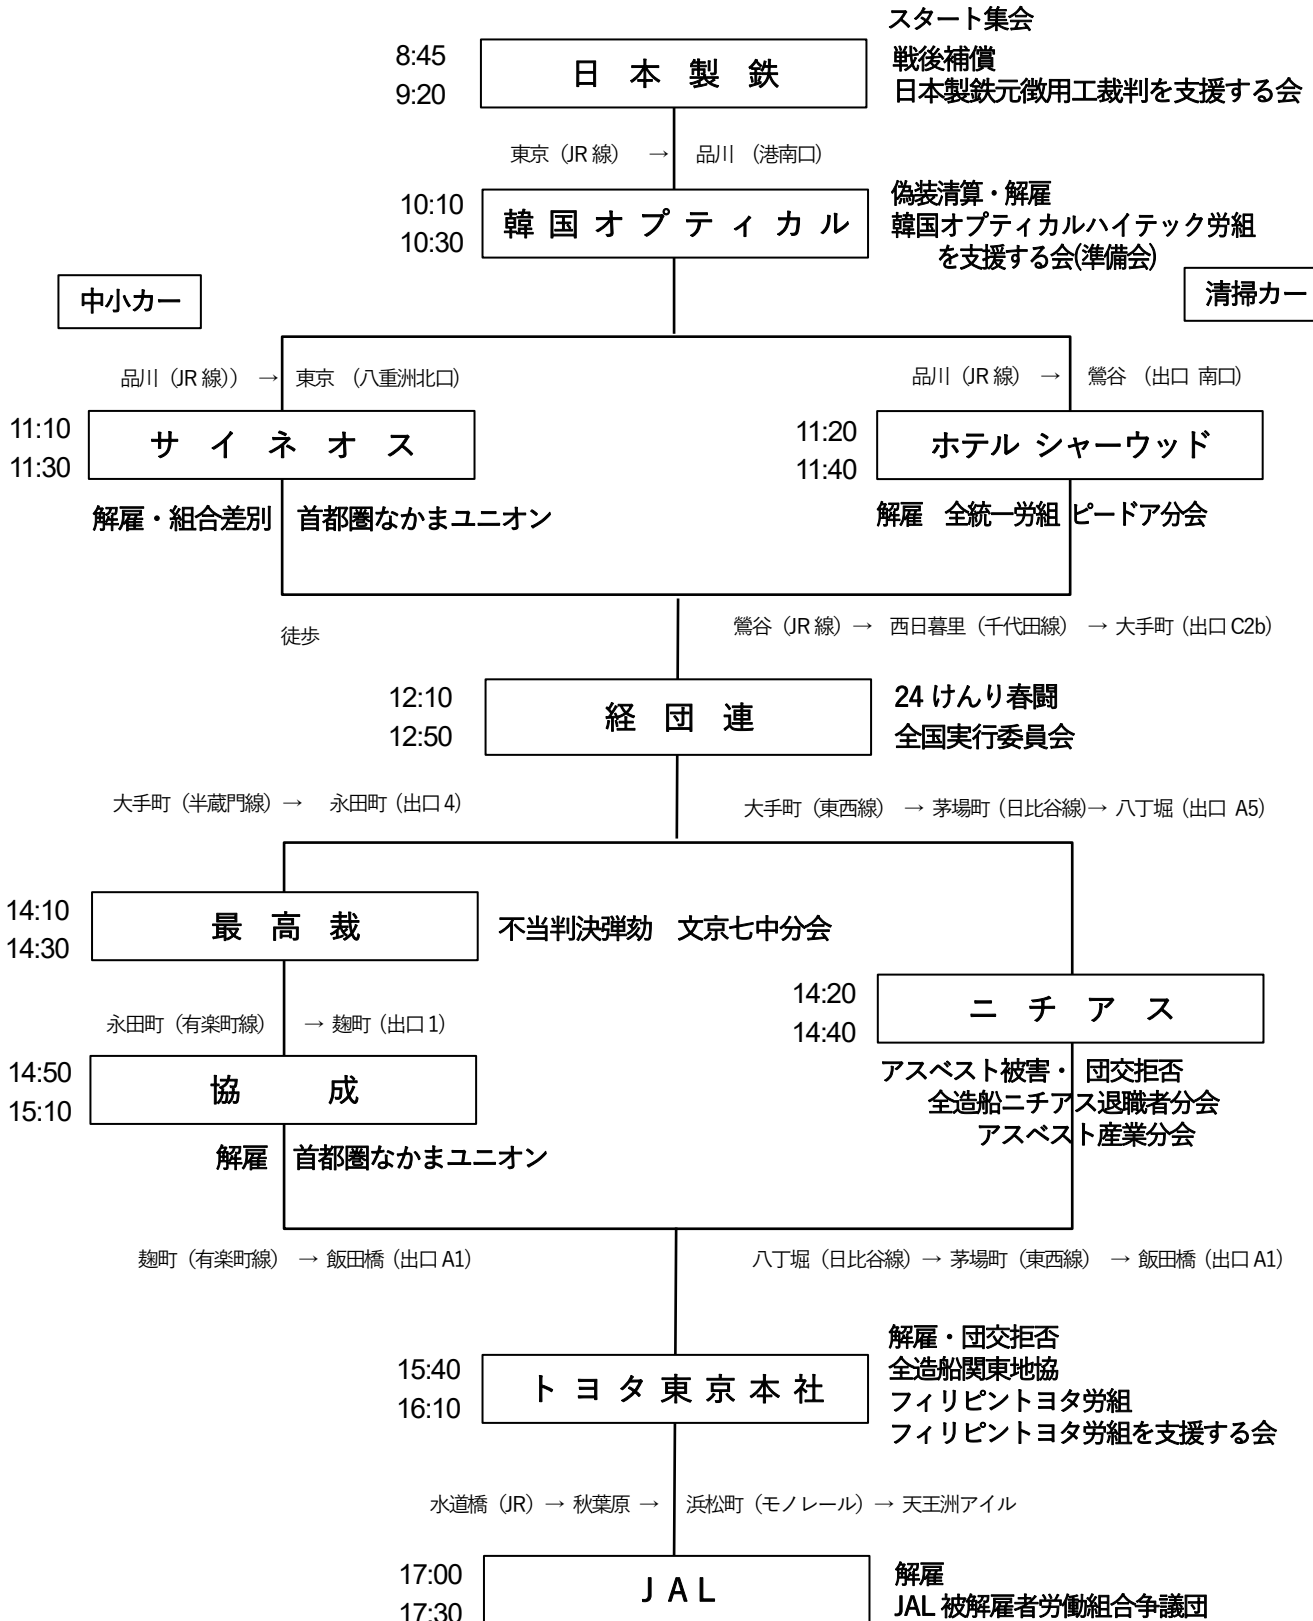 スタート集会
8:45
9:20
日本製鉄
戦後補償
日本製鉄元徴用工裁判を支援する会
東京（JR線） → 品川 （港南口）
10:10
10:30
韓国オプティカル
偽装清算・解雇
韓国オプティカルハイテック労組
を支援する会(準備会)
中小カー
清掃カー
品川（JR線）） → 東京 （八重洲北口）
品川（JR線） → 鶯谷 （出口 南口）
11:10
11:30
サイネオス
解雇・組合差別 首都圏なかまユニオン
11:20
11:40
ホテル シャーウッド
解雇 全統一労組 ピードア分会
徒歩
鶯谷（JR線）→ 西日暮里（千代田線） → 大手町（出口C2b）
12:10
12:50
経団連
24けんり春闘
全国実行委員会
大手町（半蔵門線）→ 永田町（出口4）
大手町（東西線） → 茅場町（日比谷線）→ 八丁堀（出口 A5）
14:10
14:30
最高裁
不当判決弾劾 文京七中分会
14:20
14:40
ニチアス
アスベスト被害・ 団交拒否
全造船ニチアス退職者分会
アスベスト産業分会
永田町（有楽町線） → 麹町（出口1）
14:50
15:10
協成
解雇 首都圏なかまユニオン
麹町（有楽町線） → 飯田橋（出口A1）
八丁堀（日比谷線）→ 茅場町（東西線） → 飯田橋（出口A1）
15:40
16:10
トヨタ東京本社
解雇・団交拒否
全造船関東地協
フィリピントヨタ労組
フィリピントヨタ労組を支援する会
水道橋（JR）→ 秋葉原 → 浜松町（モノレール）→ 天王洲アイル
17:00
17:30
JAL
解雇
JAL被解雇者労働組合争議団